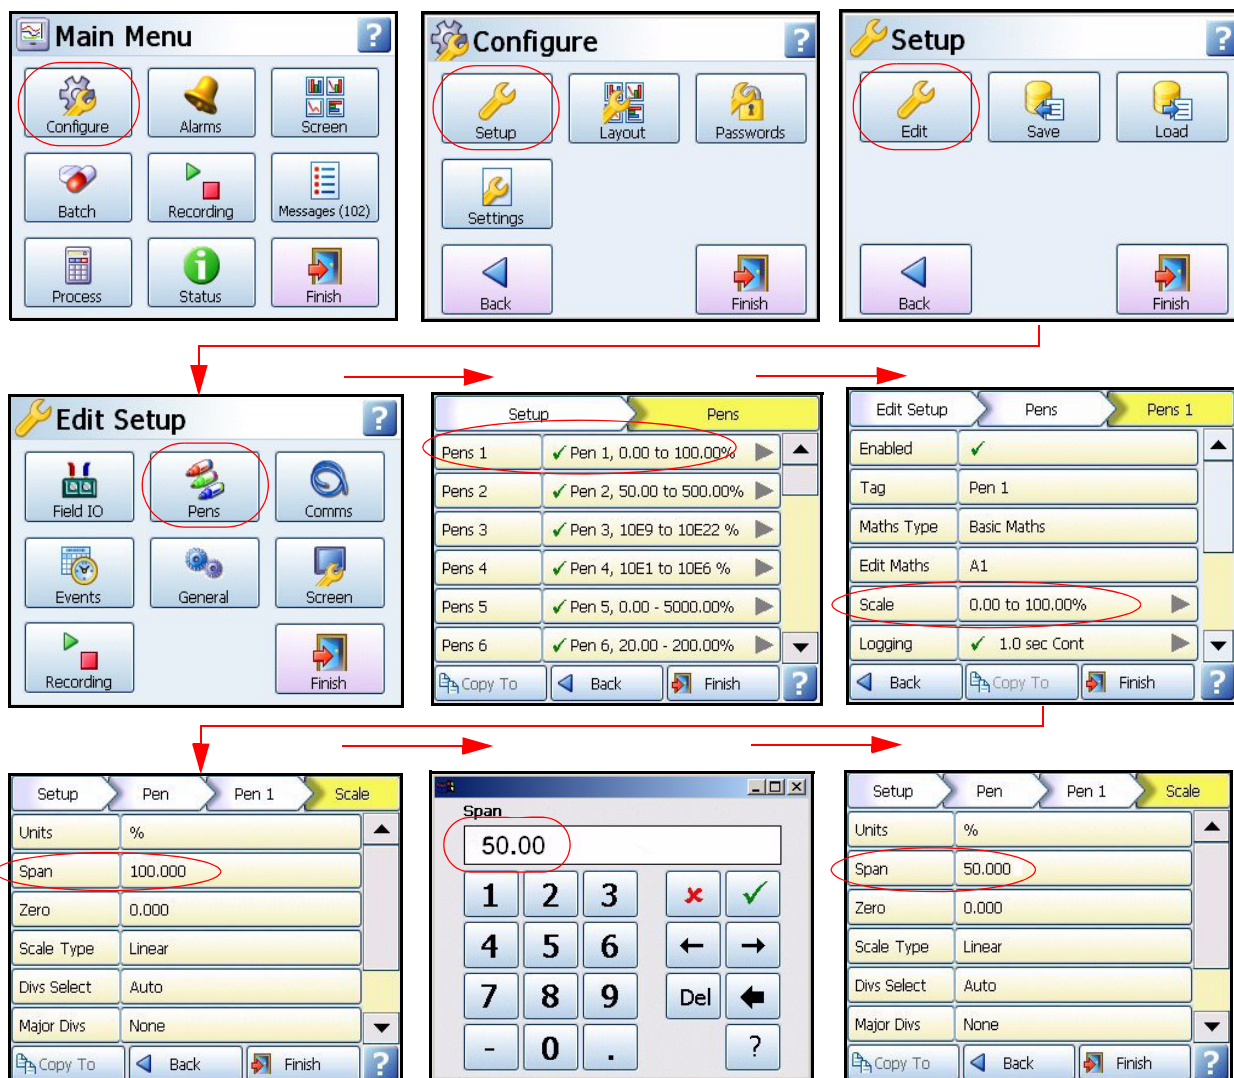 Main Menu ?
Configure Alarms Screen
Batch Recording Messages (102)
Process Status Finish
Configure ?
Setup Layout Passwords
Settings
Back Finish
Setup ?
Edit Save Load
Back Finish
Edit Setup ?
Field IO Pens Comms
Events General Screen
Recording Finish
Setup Pens
Pens 1 ✓ Pen 1, 0.00 to 100.00%
Pens 2 ✓ Pen 2, 50.00 to 500.00%
Pens 3 ✓ Pen 3, 10E9 to 10E22 %
Pens 4 ✓ Pen 4, 10E1 to 10E6 %
Pens 5 ✓ Pen 5, 0.00 - 5000.00%
Pens 6 ✓ Pen 6, 20.00 - 200.00%
Copy To Back Finish ?
Edit Setup Pens Pens 1
Enabled ✓
Tag Pen 1
Maths Type Basic Maths
Edit Maths A1
Scale 0.00 to 100.00%
Logging ✓ 1.0 sec Cont
Back Copy To Finish ?
Setup Pen Pen 1 Scale
Units %
Span 100.000
Zero 0.000
Scale Type Linear
Divs Select Auto
Major Divs None
Copy To Back Finish ?
Span
50.00
1 2 3 ✗ ✓
4 5 6 ← →
7 8 9 Del ←
- 0 . ?
Setup Pen Pen 1 Scale
Units %
Span 50.000
Zero 0.000
Scale Type Linear
Divs Select Auto
Major Divs None
Copy To Back Finish ?